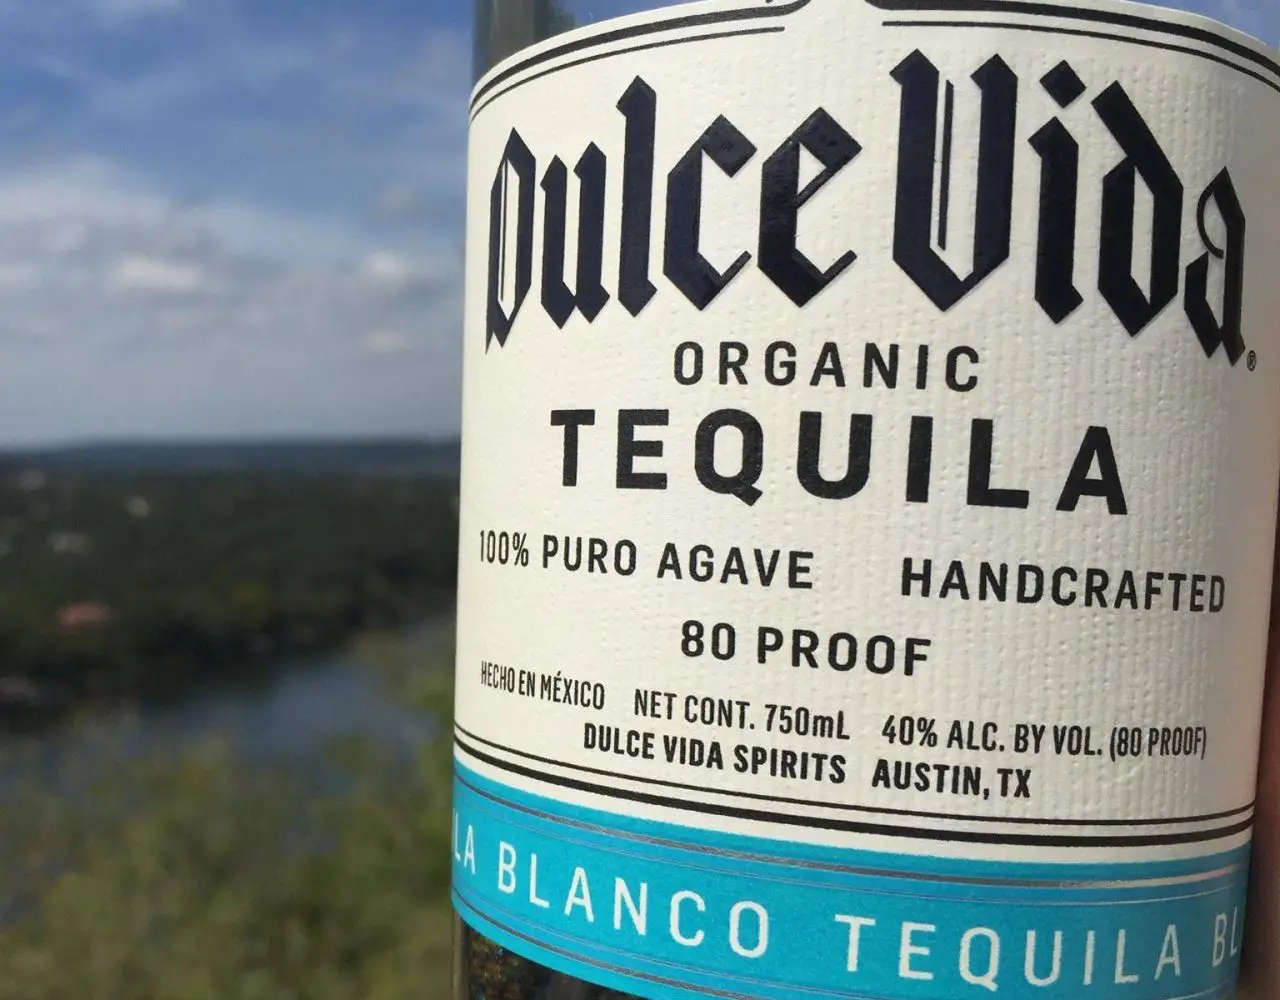 Dulce Vida®
ORGANIC
TEQUILA
100% PURO AGAVE HANDCRAFTED
80 PROOF
HECHO EN MÉXICO NET CONT. 750mL 40% ALC. BY VOL. (80 PROOF)
DULCE VIDA SPIRITS AUSTIN, TX
LA BLANCO TEQUILA BL